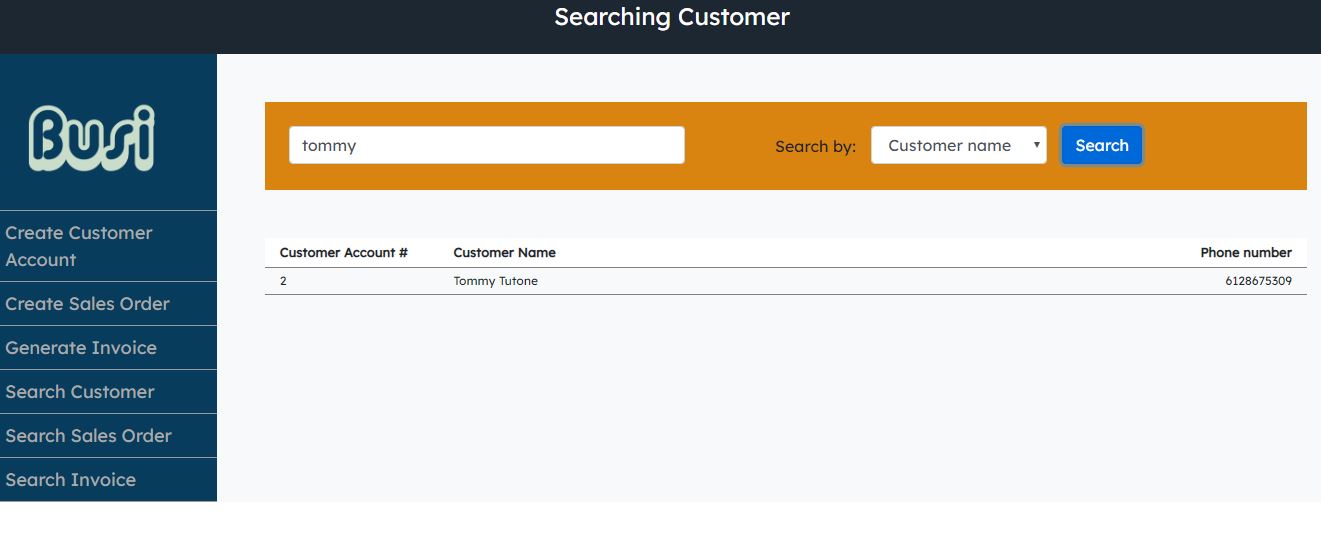 Searching Customer
Busi
Create Customer
Account
Create Sales Order
Generate Invoice
Search Customer
Search Sales Order
Search Invoice
tommy Search by: Customer name Search
Customer Account # Customer Name Phone number
2 Tommy Tutone 6128675309